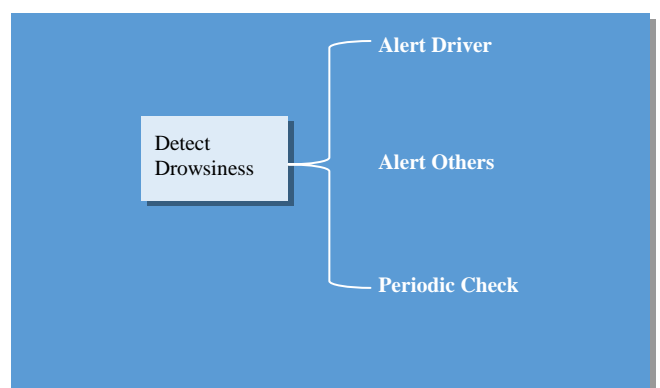 Alert Driver
Detect
Drowsiness
Alert Others
Periodic Check